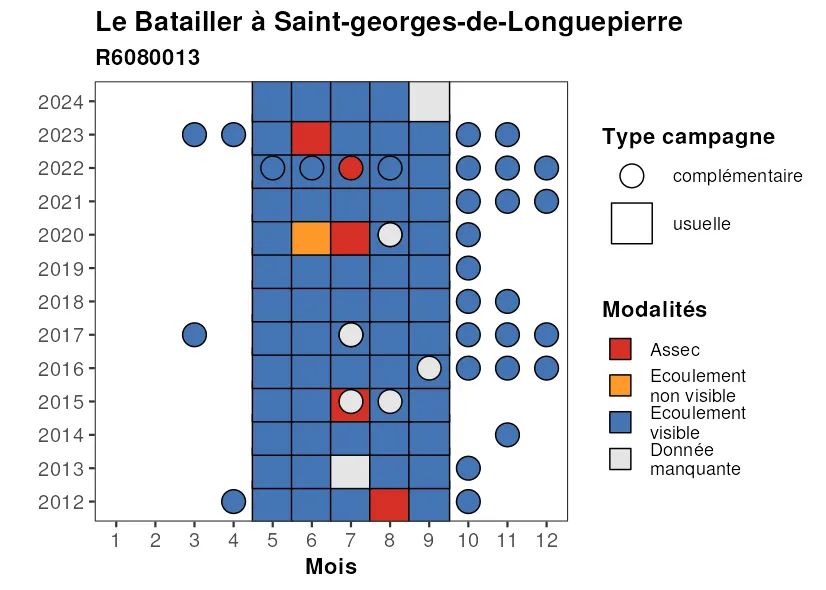 Le Batailler à Saint-georges-de-Longuepierre
R6080013
2024
2023
2022
2021
2020
2019
2018
2017
2016
2015
2014
2013
2012
1 2 3 4 5 6 7 8 9 10 11 12
Mois
Type campagne
complémentaire
usuelle
Modalités
Assec
Ecoulement
non visible
Ecoulement
visible
Donnée
manquante